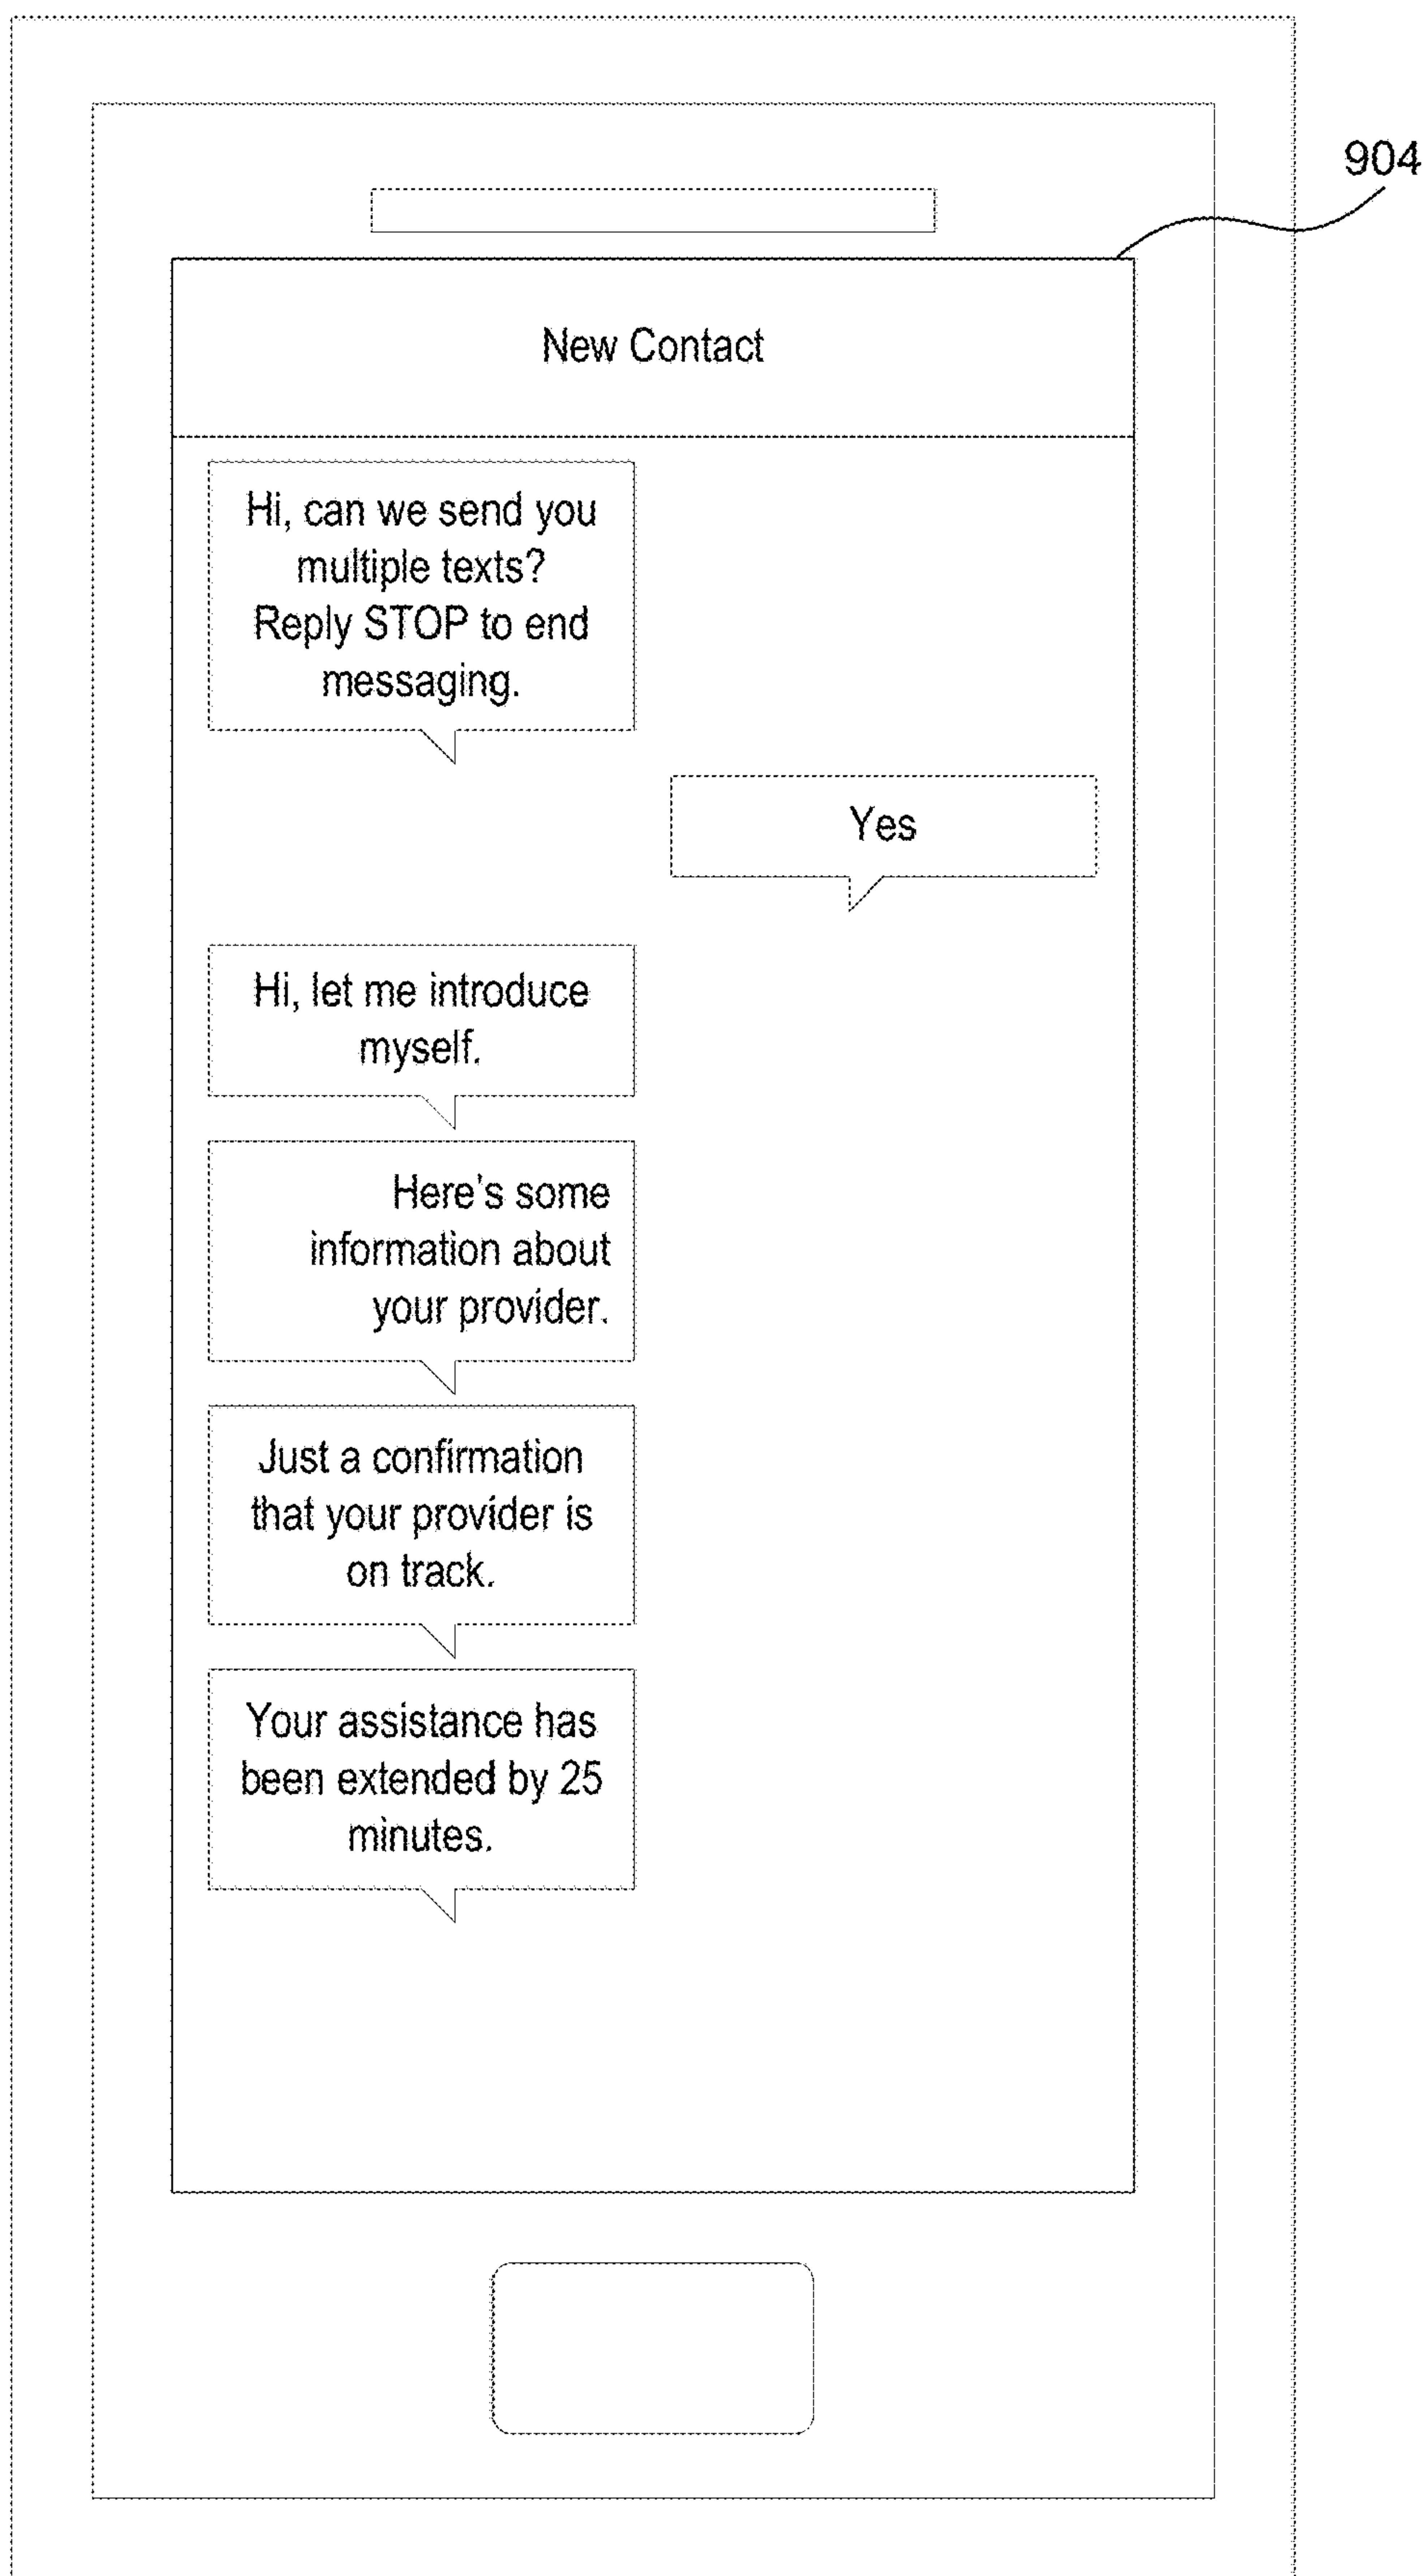 904
New Contact
Hi, can we send you
multiple texts?
Reply STOP to end
messaging.
Yes
Hi, let me introduce
myself.
Here's some
information about
your provider.
Just a confirmation
that your provider is
on track.
Your assistance has
been extended by 25
minutes.